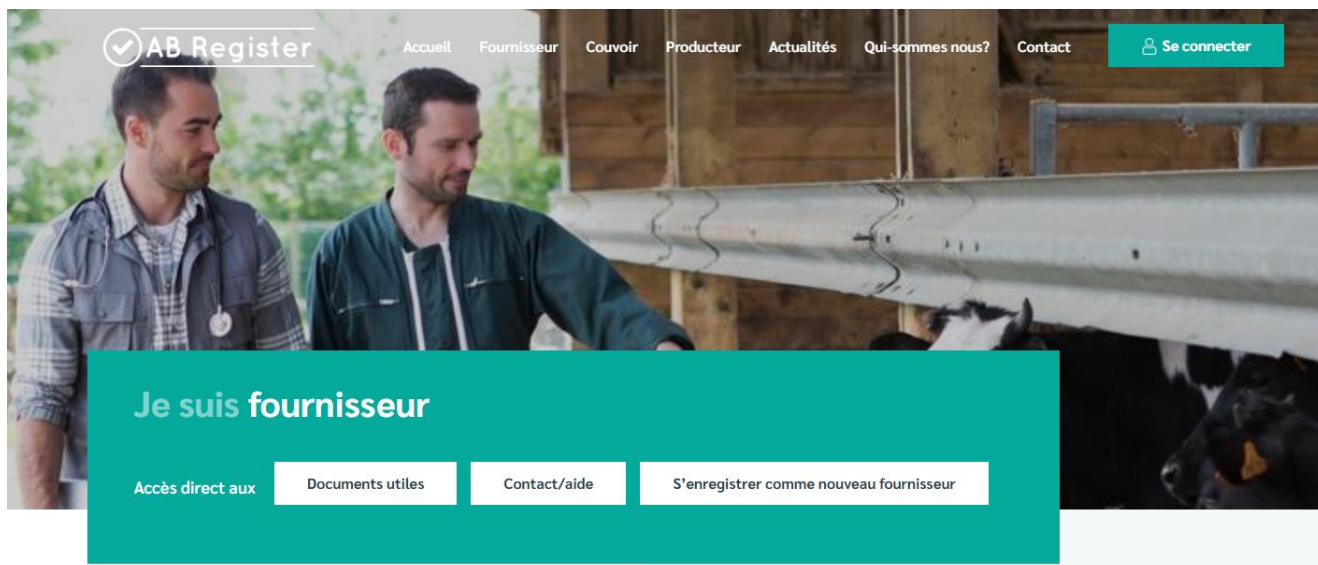 AB Register
Accueil Fournisseur Couvoir Producteur Actualités Qui-sommes nous? Contact Se connecter
Je suis fournisseur
Accès direct aux Documents utiles Contact/aide S'enregistrer comme nouveau fournisseur